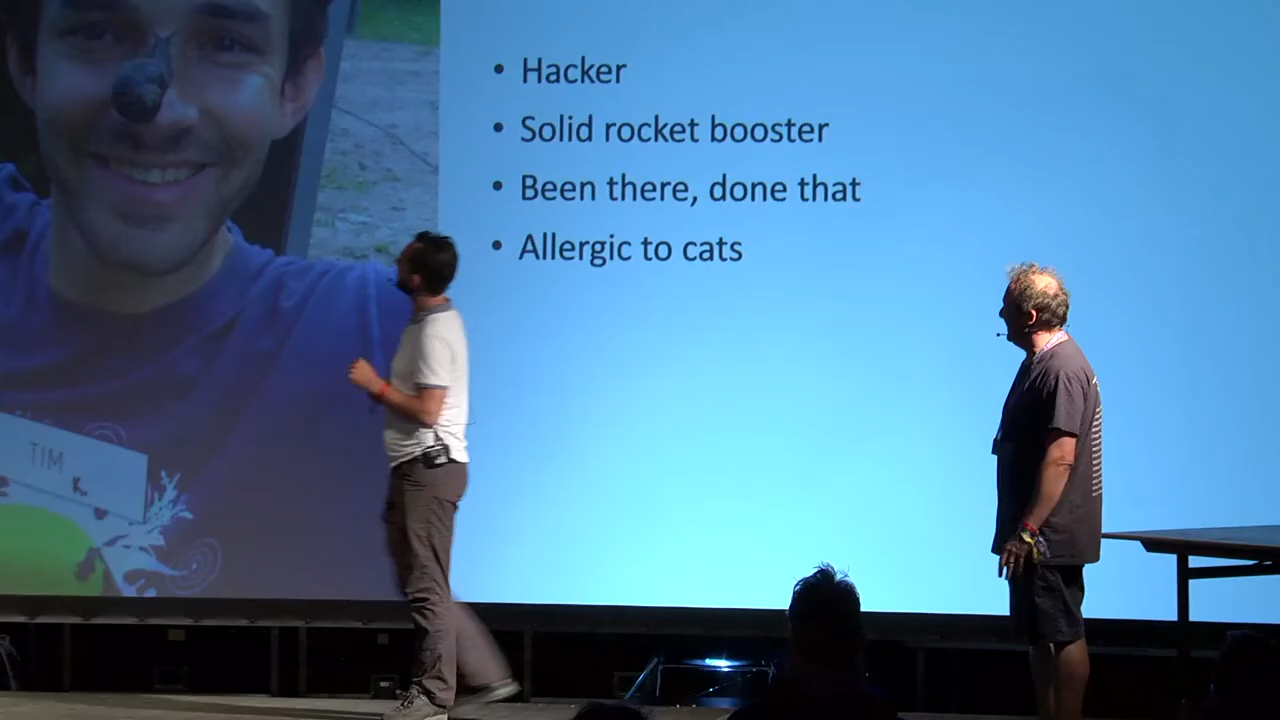 • Hacker
• Solid rocket booster
• Been there, done that
• Allergic to cats
TIM
K.